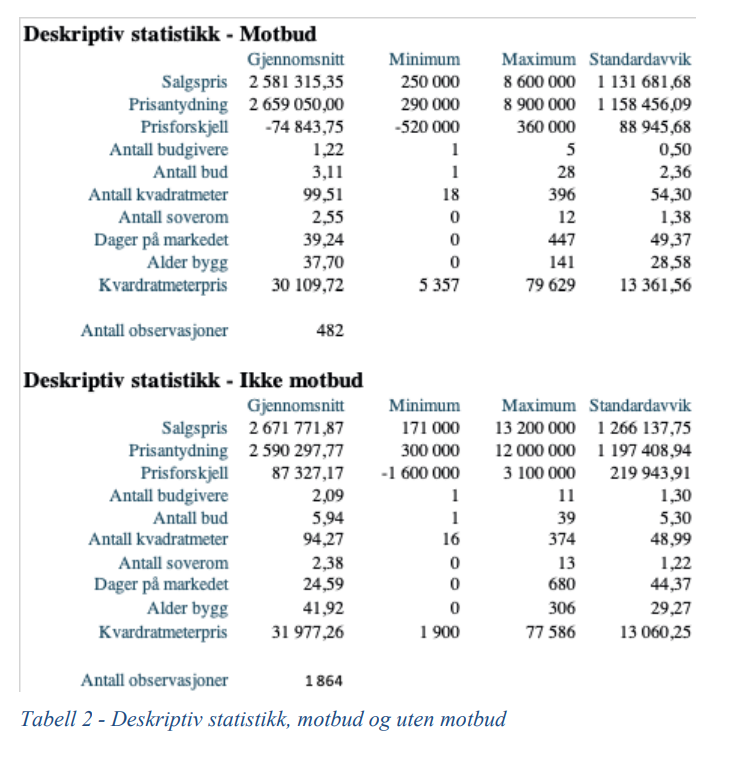 Deskriptiv statistikk - Motbud
Gjennomsnitt Minimum Maximum Standardavvik
Salgspris 2 581 315,35 250 000 8 600 000 1 131 681,68
Prisantydning 2 659 050,00 290 000 8 900 000 1 158 456,09
Prisforskjell -74 843,75 -520 000 360 000 88 945,68
Antall budgivere 1,22 1 5 0,50
Antall bud 3,11 1 28 2,36
Antall kvadratmeter 99,51 18 396 54,30
Antall soverom 2,55 0 12 1,38
Dager på markedet 39,24 0 447 49,37
Alder bygg 37,70 0 141 28,58
Kvardratmeterpris 30 109,72 5 357 79 629 13 361,56
Antall observasjoner 482
Deskriptiv statistikk - Ikke motbud
Gjennomsnitt Minimum Maximum Standardavvik
Salgspris 2 671 771,87 171 000 13 200 000 1 266 137,75
Prisantydning 2 590 297,77 300 000 12 000 000 1 197 408,94
Prisforskjell 87 327,17 -1 600 000 3 100 000 219 943,91
Antall budgivere 2,09 1 11 1,30
Antall bud 5,94 1 39 5,30
Antall kvadratmeter 94,27 16 374 48,99
Antall soverom 2,38 0 13 1,22
Dager på markedet 24,59 0 680 44,37
Alder bygg 41,92 0 306 29,27
Kvardratmeterpris 31 977,26 1 900 77 586 13 060,25
Antall observasjoner 1 864
Tabell 2 - Deskriptiv statistikk, motbud og uten motbud